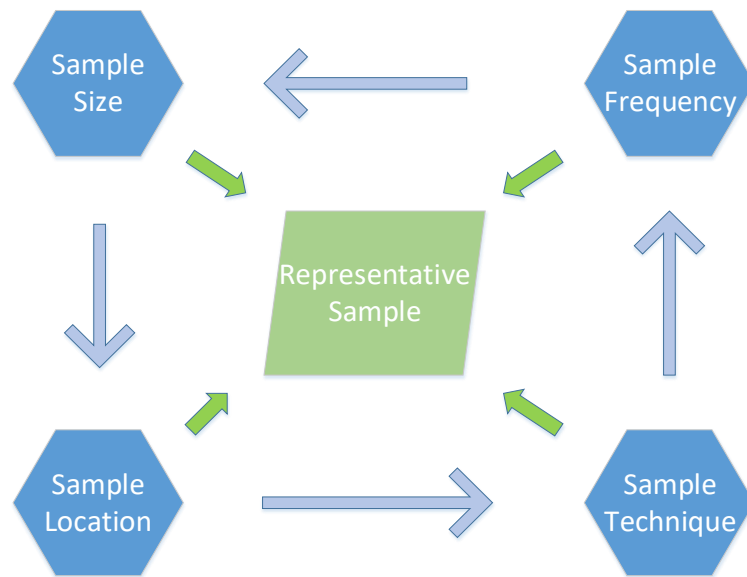 Sample
Size
Sample
Frequency
Representative
Sample
Sample
Location
Sample
Technique